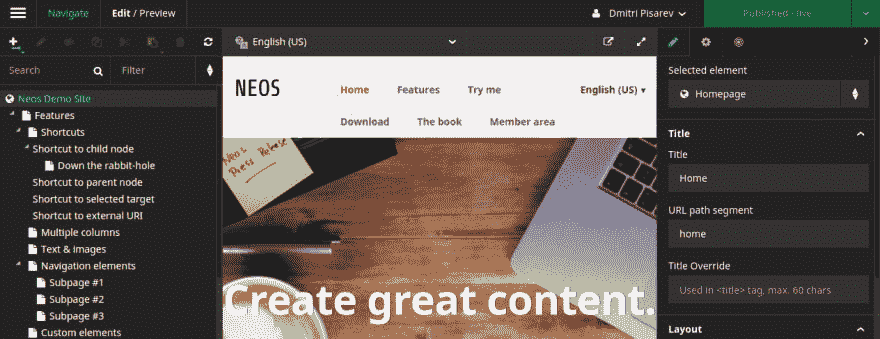 Navigate
Edit / Preview
Dmitri Pisarev
Published - live
Search
Filter
Neos Demo Site
Features
Shortcuts
Shortcut to child node
Down the rabbit-hole
Shortcut to parent node
Shortcut to selected target
Shortcut to external URI
Multiple columns
Text & Images
Navigation elements
Subpage #1
Subpage #2
Subpage #3
Custom elements
English (US)
NEOS
Home
Features
Try me
English (US)
Download
The book
Member area
Neos
Press Release
Create great content.
Selected element
Homepage
Title
Title
Home
URL path segment
home
Title Override
Used in <title> tag, max. 60 chars
Layout